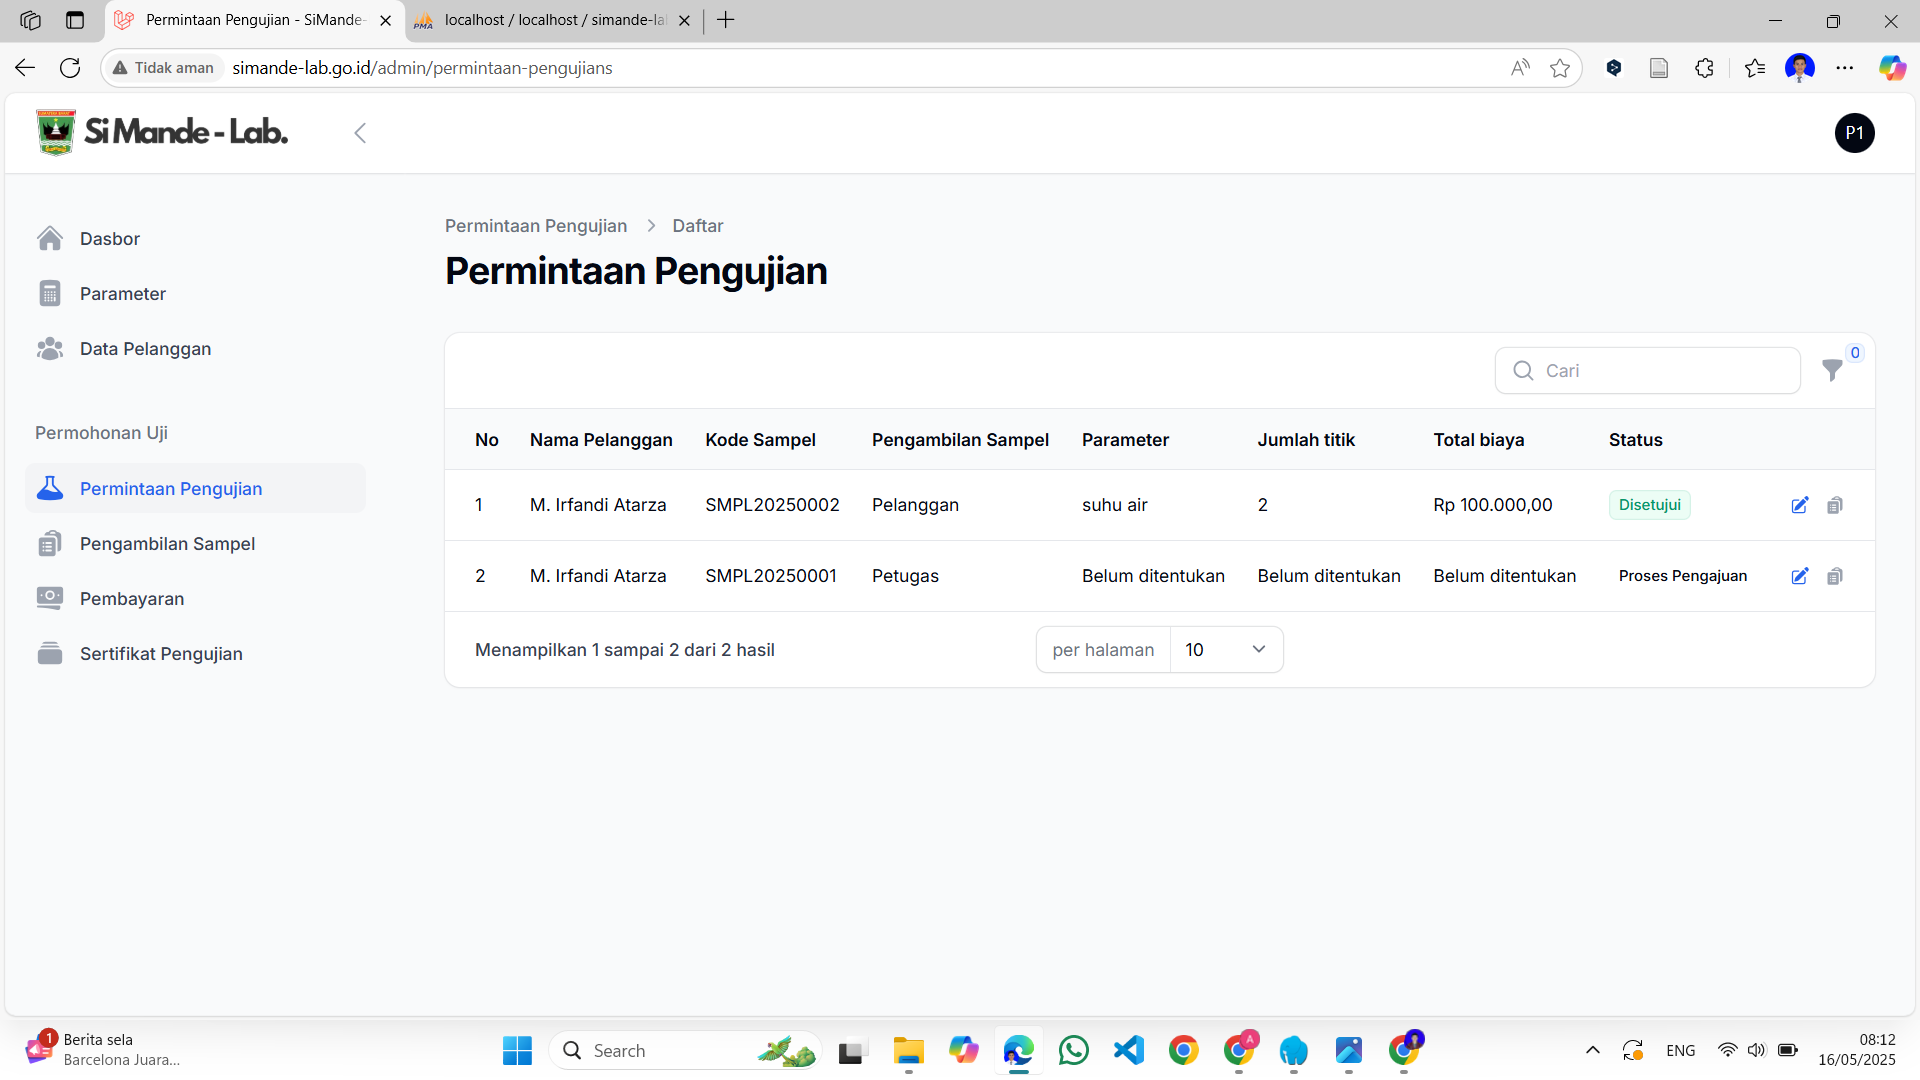 Permintaan Pengujian - SiMande-
localhost / localhost / simande-la
Tidak aman
simande-lab.go.id/admin/permintaan-pengujians
Si Mande - Lab.
P1
Dasbor
Parameter
Data Pelanggan
Permohonan Uji
Permintaan Pengujian
Pengambilan Sampel
Pembayaran
Sertifikat Pengujian
Permintaan Pengujian > Daftar
Permintaan Pengujian
Cari
0
No Nama Pelanggan Kode Sampel Pengambilan Sampel Parameter Jumlah titik Total biaya Status
1 M. Irfandi Atarza SMPL20250002 Pelanggan suhu air 2 Rp 100.000,00 Disetujui
2 M. Irfandi Atarza SMPL20250001 Petugas Belum ditentukan Belum ditentukan Belum ditentukan Proses Pengajuan
Menampilkan 1 sampai 2 dari 2 hasil
per halaman 10
1
Berita sela
Barcelona Juara...
Search
A
ENG
08:12
16/05/2025